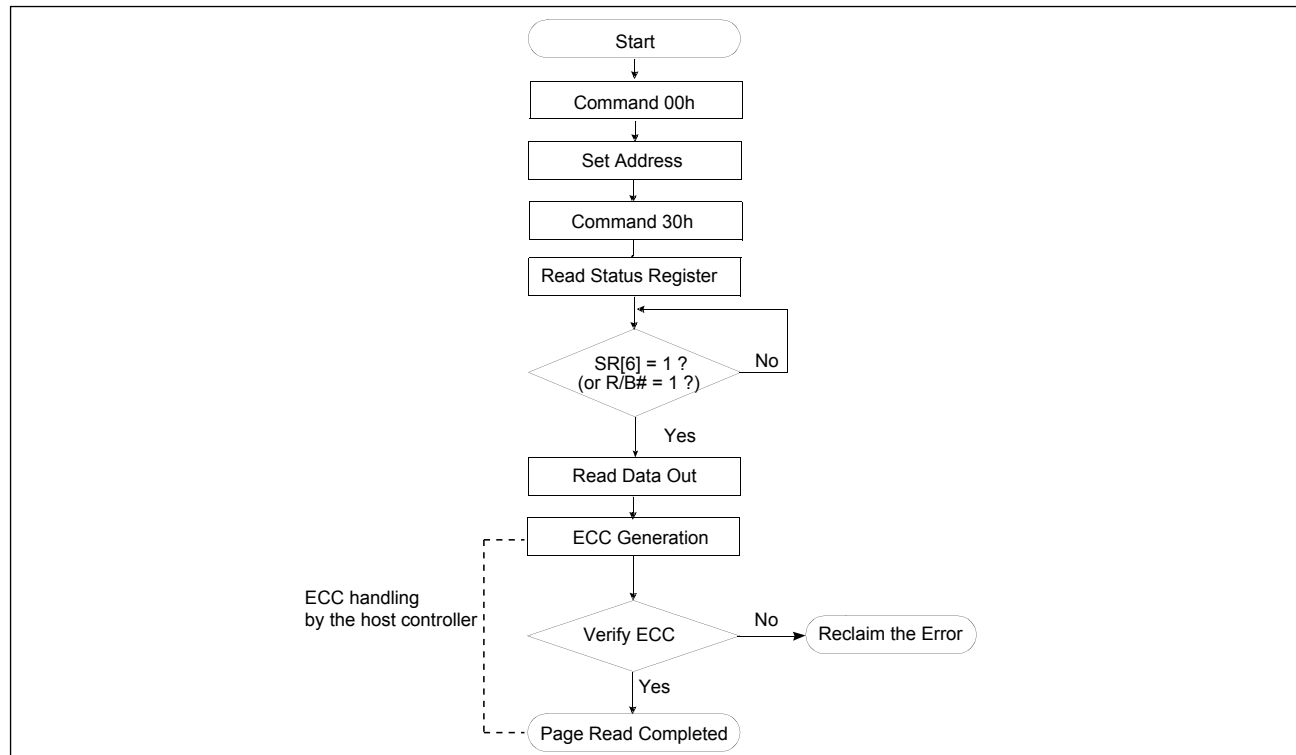 Start
Command 00h
Set Address
Command 30h
Read Status Register
SR[6] = 1 ?
(or R/B# = 1 ?)
No
Yes
Read Data Out
ECC Generation
ECC handling
by the host controller
Verify ECC
No
Reclaim the Error
Yes
Page Read Completed